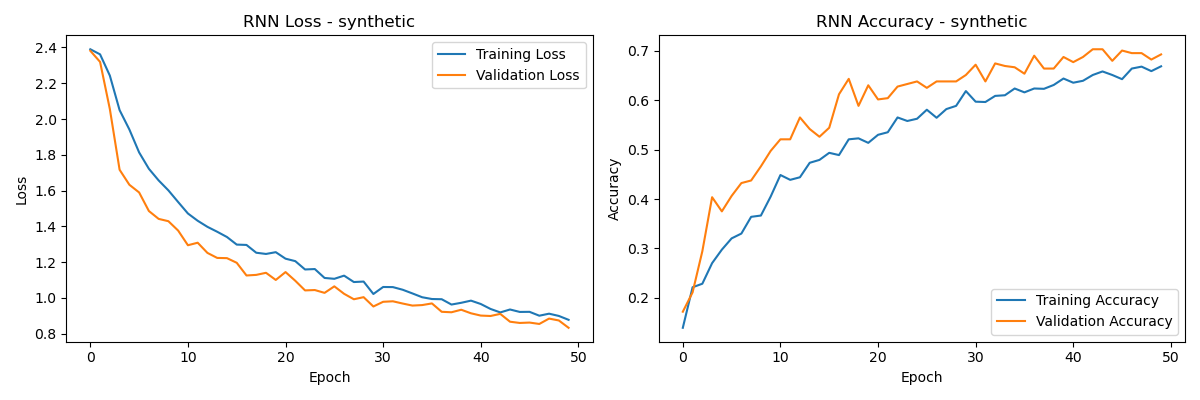 RNN Loss - synthetic
2.4
2.2
2.0
1.8
1.6
1.4
1.2
1.0
0.8
Loss
Training Loss
Validation Loss
0 10 20 30 40 50
Epoch
RNN Accuracy - synthetic
0.7
0.6
0.5
0.4
0.3
0.2
Accuracy
Training Accuracy
Validation Accuracy
0 10 20 30 40 50
Epoch